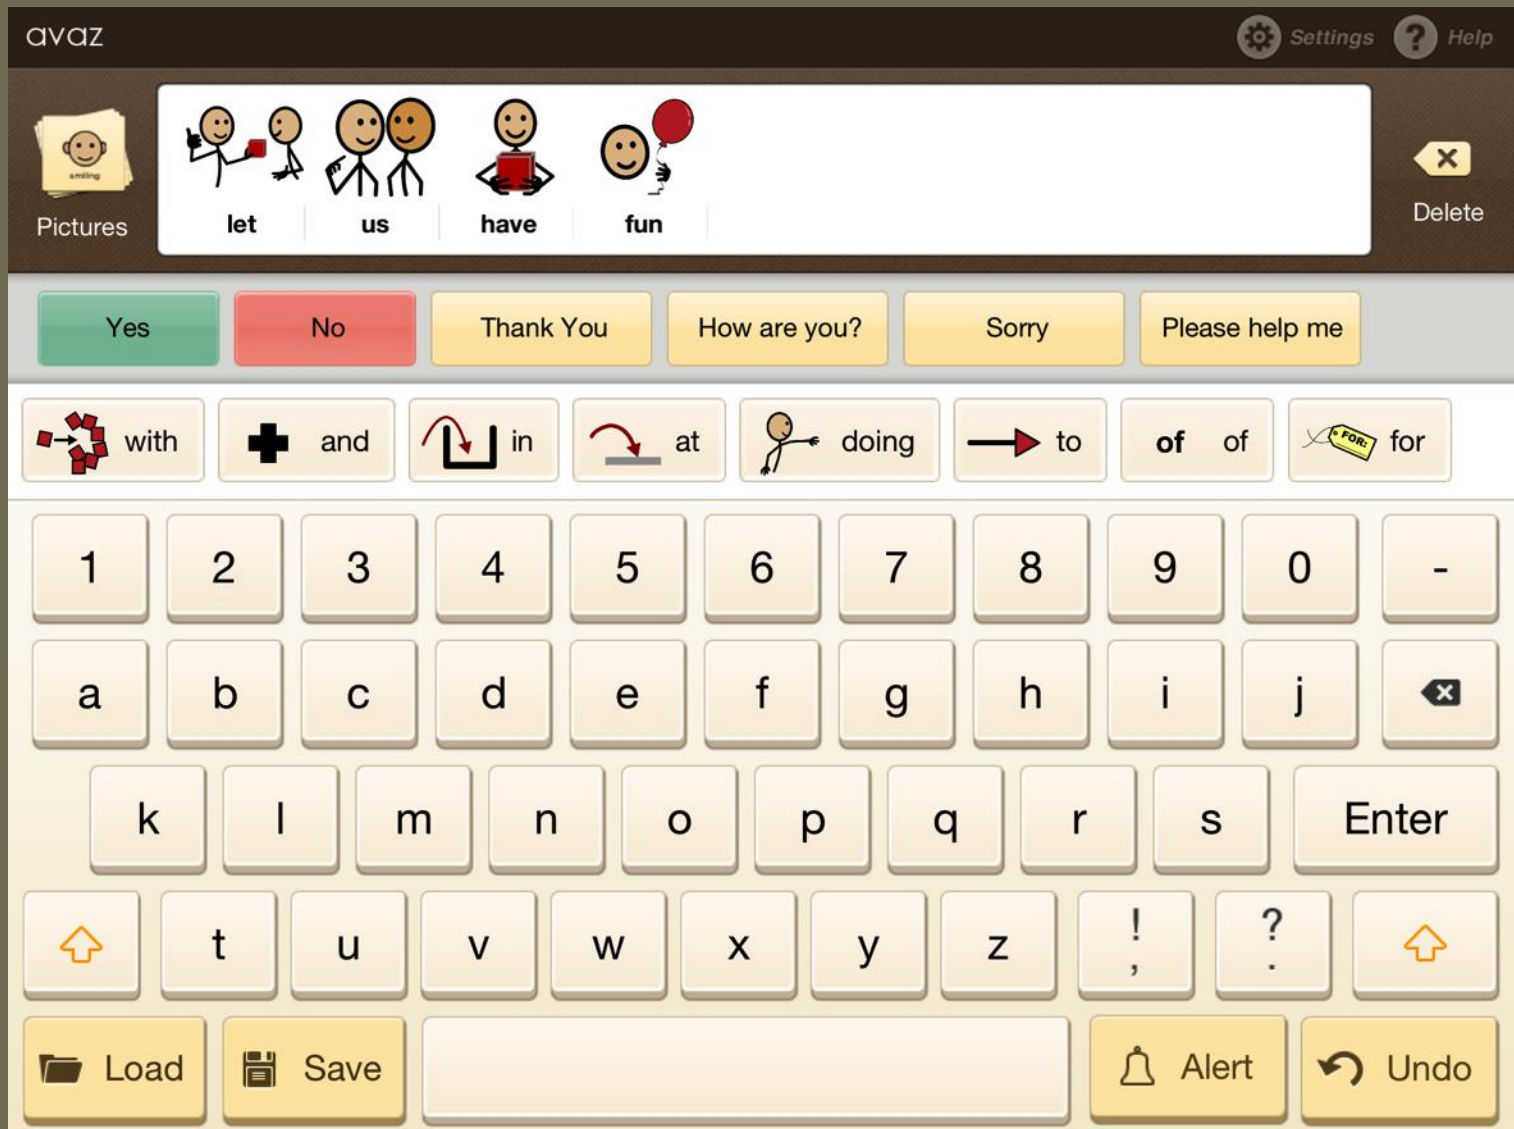 avaz Settings ? Help
smiling
Pictures let us have fun Delete
Yes No Thank You How are you? Sorry Please help me
with and in at doing to of of FOR: for
1 2 3 4 5 6 7 8 9 0 -
a b c d e f g h i j
k l m n o p q r s Enter
t u v w x y z ! , ? .
Load Save Alert Undo